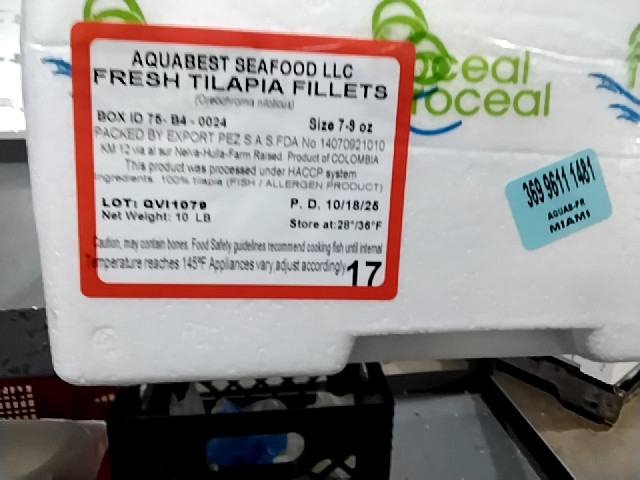 AQUABEST SEAFOOD LLC
FRESH TILAPIA FILLETS
(Oreochroms niloticus)
BOX ID 75- B4 - 0024 Size 7-9 oz
PACKED BY EXPORT PEZ S A S.FDA No 14070921010
KM 12 via al sur Neiva-Huila-Farm Raised Product of COLOMBIA
This product was processed under HACCP system
Ingredients: 100% tilapia (FISH / ALLERGEN PRODUCT)
LOT: QVI1079 P. D. 10/18/25
Net Weight: 10 LB Store at:28°/36°F
Caution, may contain bones. Food Safety guidelines recommend cooking fish until internal
Temperature reaches 145ºF Appliances vary adjust accordingly 17
oceal
roceal
369 9611 1481
AQUAB-PR
MIAMI